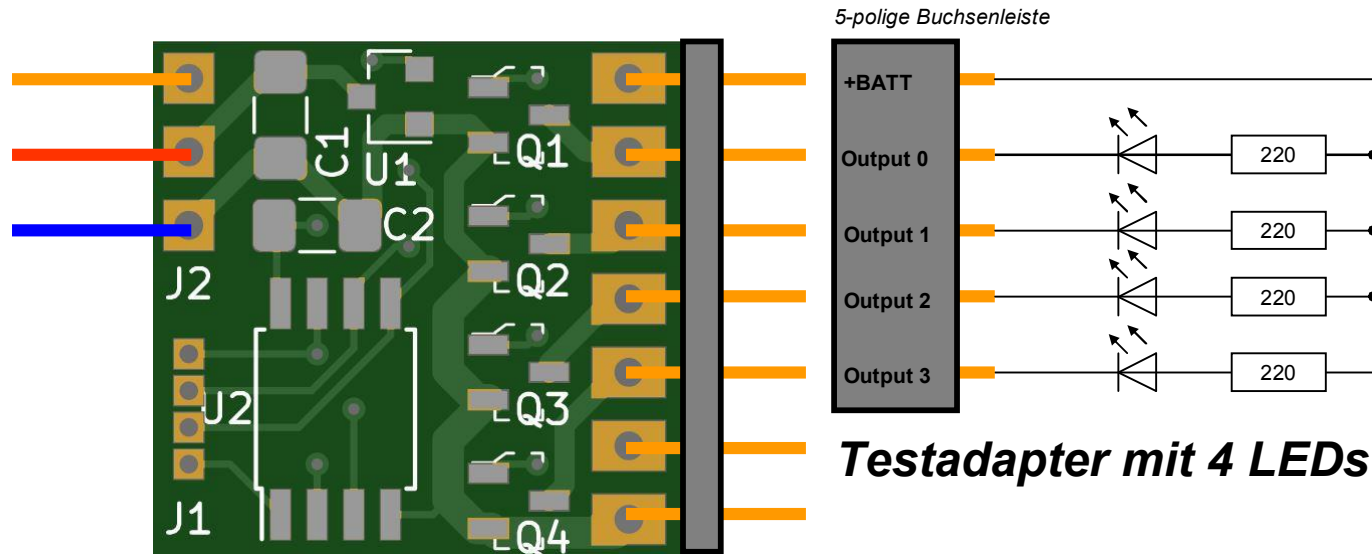 5-polige Buchsenleiste
+BATT
Output 0
220
Output 1
220
Output 2
220
Output 3
220
Testadapter mit 4 LEDs
C1
U1
Q1
C2
J2
Q2
U2
Q3
J1
Q4